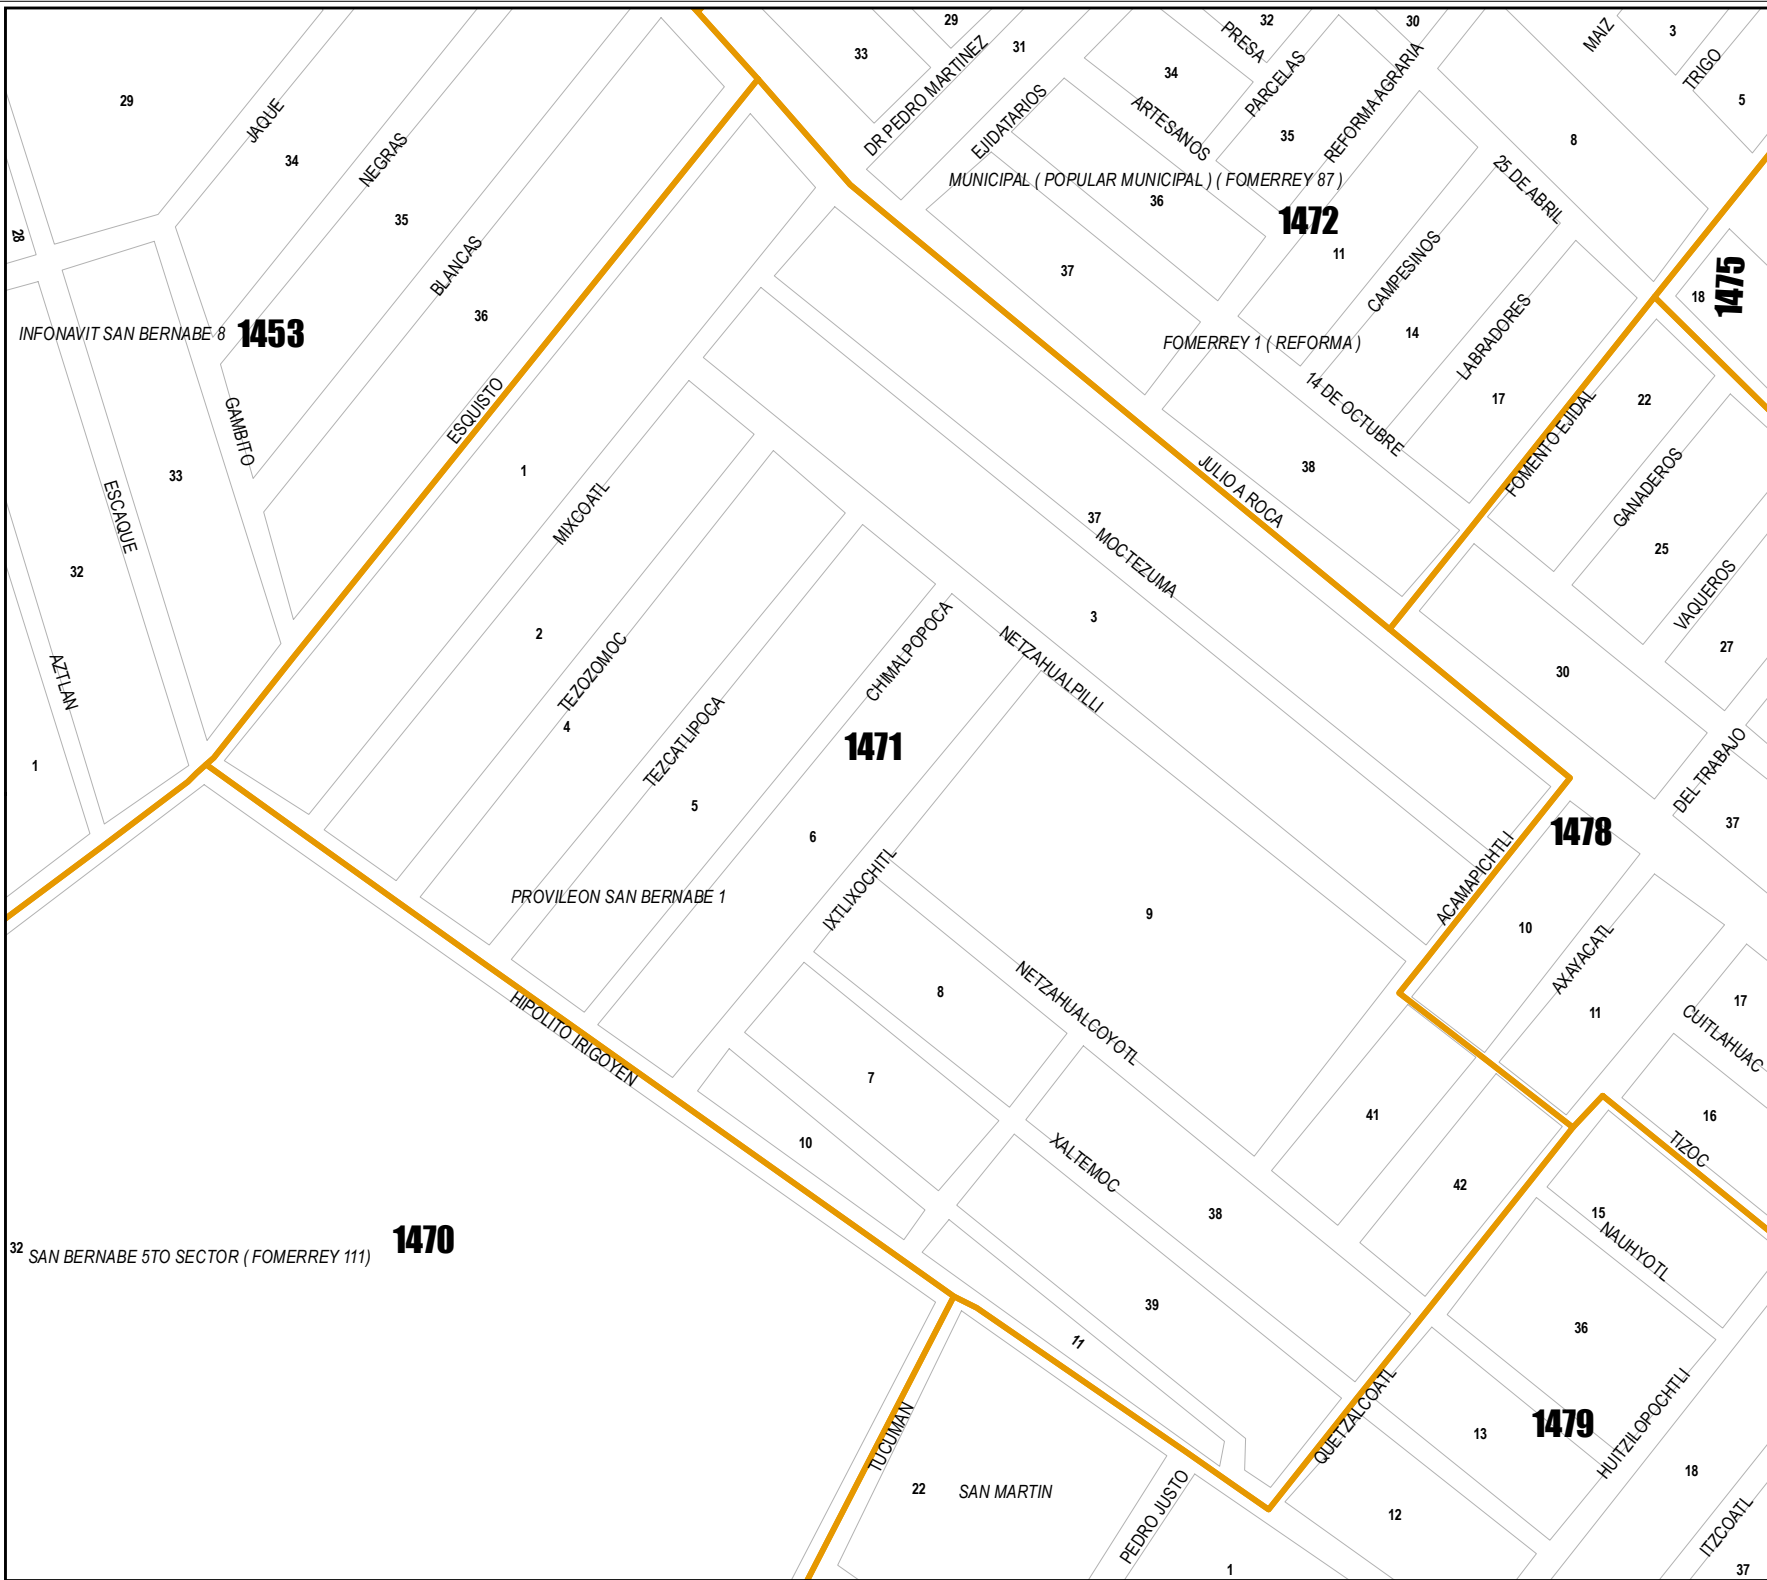 29
32
30
MAIZ
3
33
DR PEDRO MARTINEZ
31
PRESA
34
PARCELAS
REFORMA AGRARIA
TRIGO
5
29
JAQUE
34
NEGRAS
EJIDATARIOS
ARTESANOS
35
8
25 DE ABRIL
MUNICIPAL ( POPULAR MUNICIPAL ) ( FOMERREY 87 )
36
1472
28
35
BLANCAS
37
11
CAMPESINOS
18
1475
INFONAVIT SAN BERNABE 8
1453
36
FOMERREY 1 ( REFORMA )
14
LABRADORES
GAMBITO
ESQUISTO
14 DE OCTUBRE
17
FOMENTO EJIDAL
22
33
ESCAQUE
1
MIXCOATL
JULIO A ROCA
38
GANADEROS
37
MOCTEZUMA
25
32
2
3
VAQUEROS
AZTLAN
TEZOZOMOC
CHIMALPOPOCA
NETZAHUALPILLI
30
27
4
TEZCATLIPOCA
1471
1
5
DEL TRABAJO
6
1478
37
PROVILEON SAN BERNABE 1
IXTLIXOCHITL
ACAMAPICHTLI
9
10
AXAYACATL
8
NETZAHUALCOYOTL
11
17
CUITLAHUAC
HIPOLITO IRIGOYEN
7
41
16
10
XALTEMOC
TIZOC
42
38
15
NAUHYOTL
32
SAN BERNABE 5TO SECTOR ( FOMERREY 111)
1470
39
11
36
QUETZALCOATL
TUCUMAN
13
1479
HUITZILOPOCHTLI
18
22
SAN MARTIN
PEDRO JUSTO
12
ITZCOATL
1
37